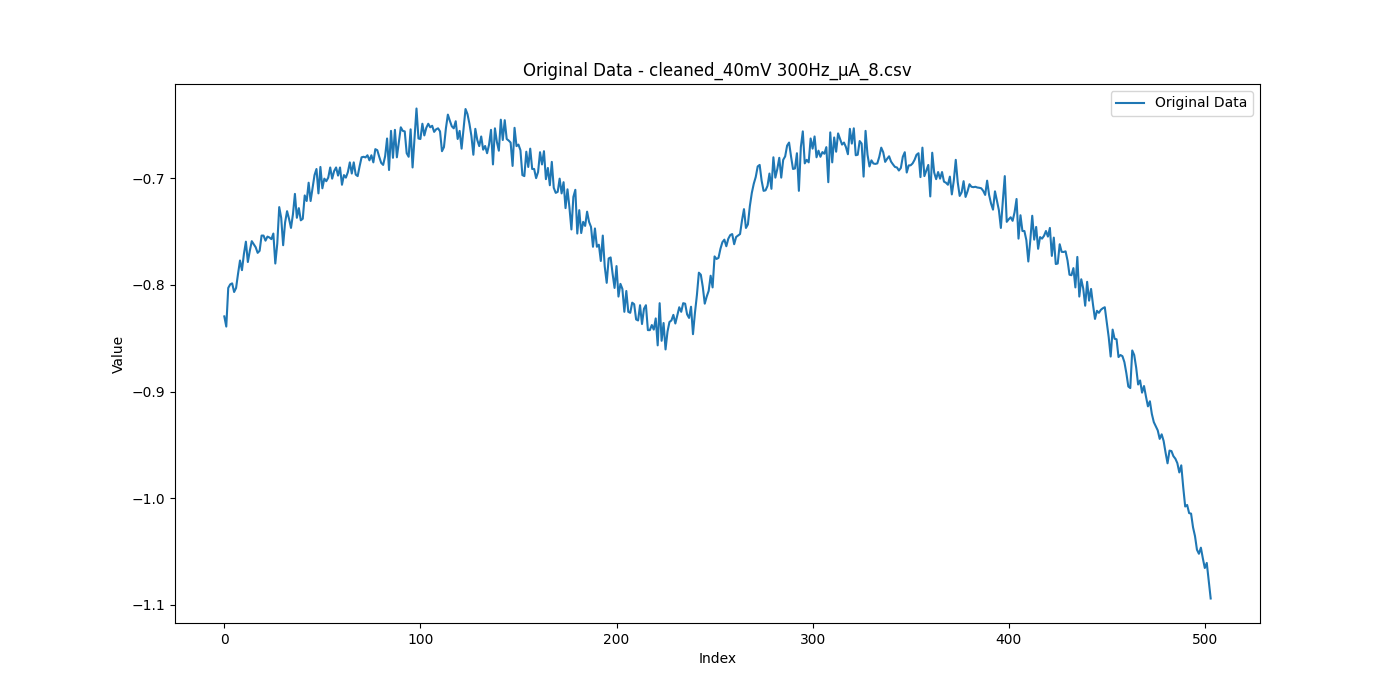 Original Data - cleaned_40mV 300Hz_μA_8.csv
Original Data
Value
−0.7
−0.8
−0.9
−1.0
−1.1
0 100 200 300 400 500
Index